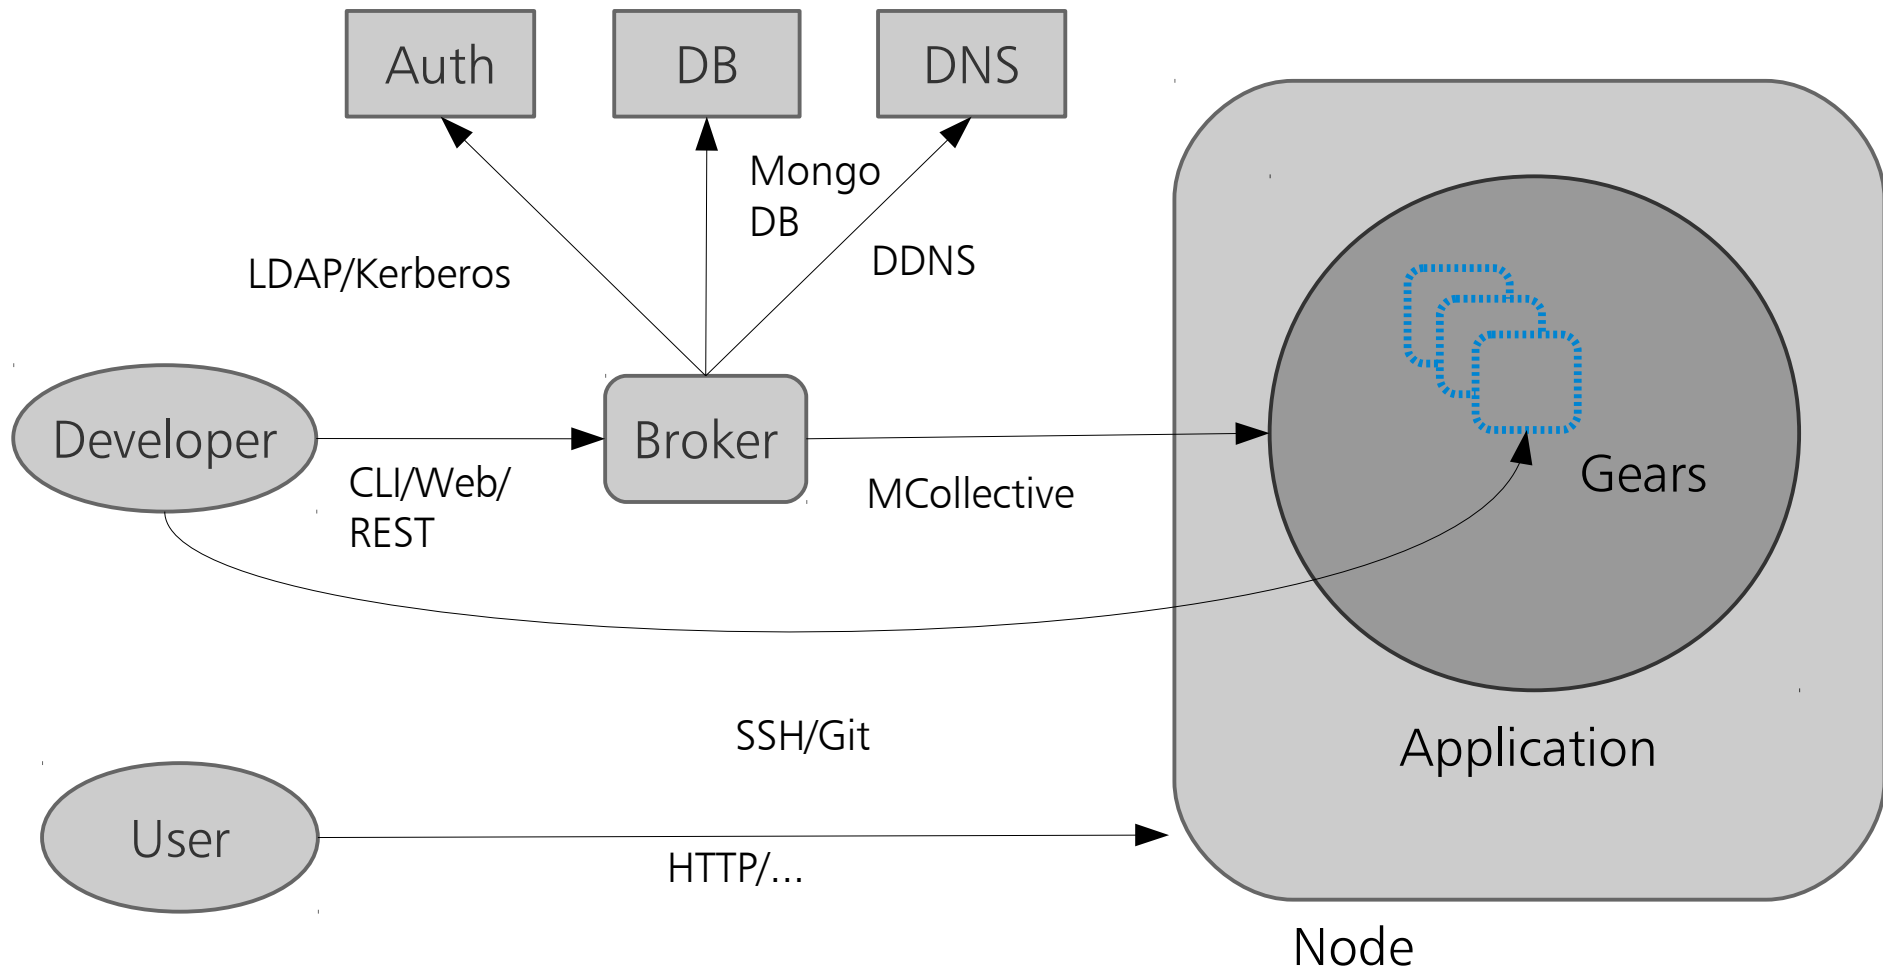 Auth
DB
DNS
Mongo
DB
DDNS
LDAP/Kerberos
Developer
Broker
CLI/Web/
REST
MCollective
Gears
SSH/Git
Application
User
HTTP/...
Node